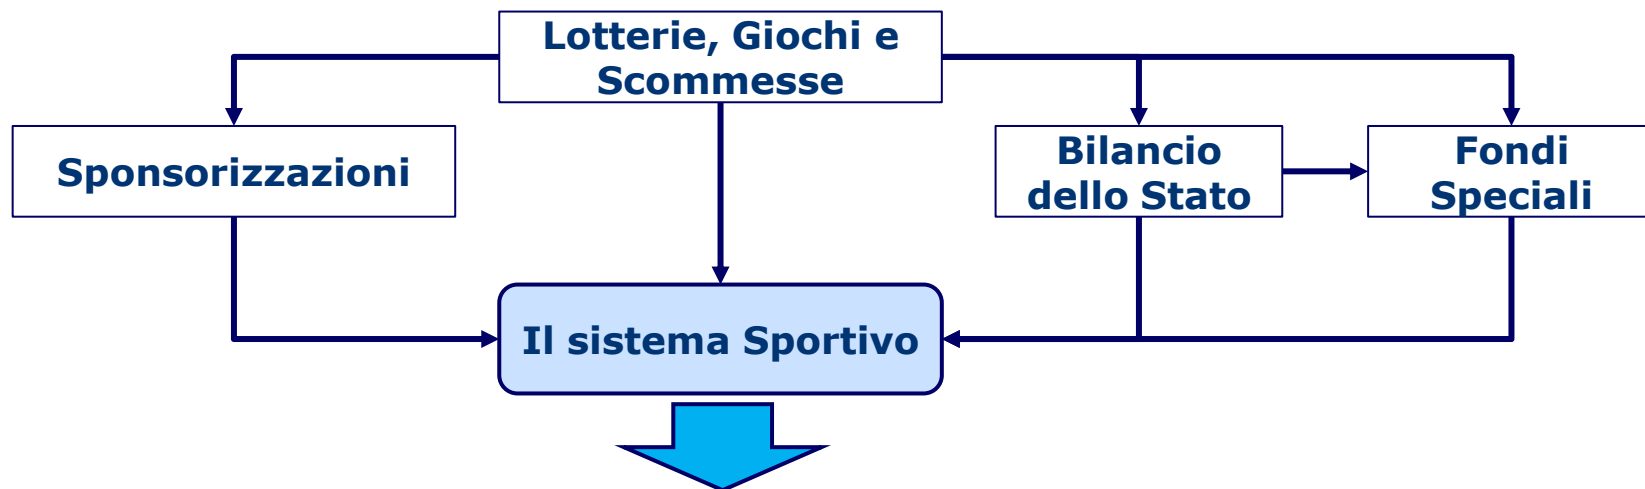 Lotterie, Giochi e
Scommesse
Sponsorizzazioni
Bilancio
dello Stato
Fondi
Speciali
Il sistema Sportivo